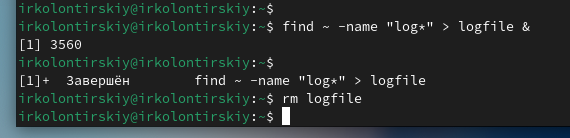 irkolontirskiy@irkolontirskiy:~$
irkolontirskiy@irkolontirskiy:~$ find ~ -name "log*" > logfile &
[1] 3560
irkolontirskiy@irkolontirskiy:~$
[1]+  Завершён        find ~ -name "log*" > logfile
irkolontirskiy@irkolontirskiy:~$ rm logfile
irkolontirskiy@irkolontirskiy:~$